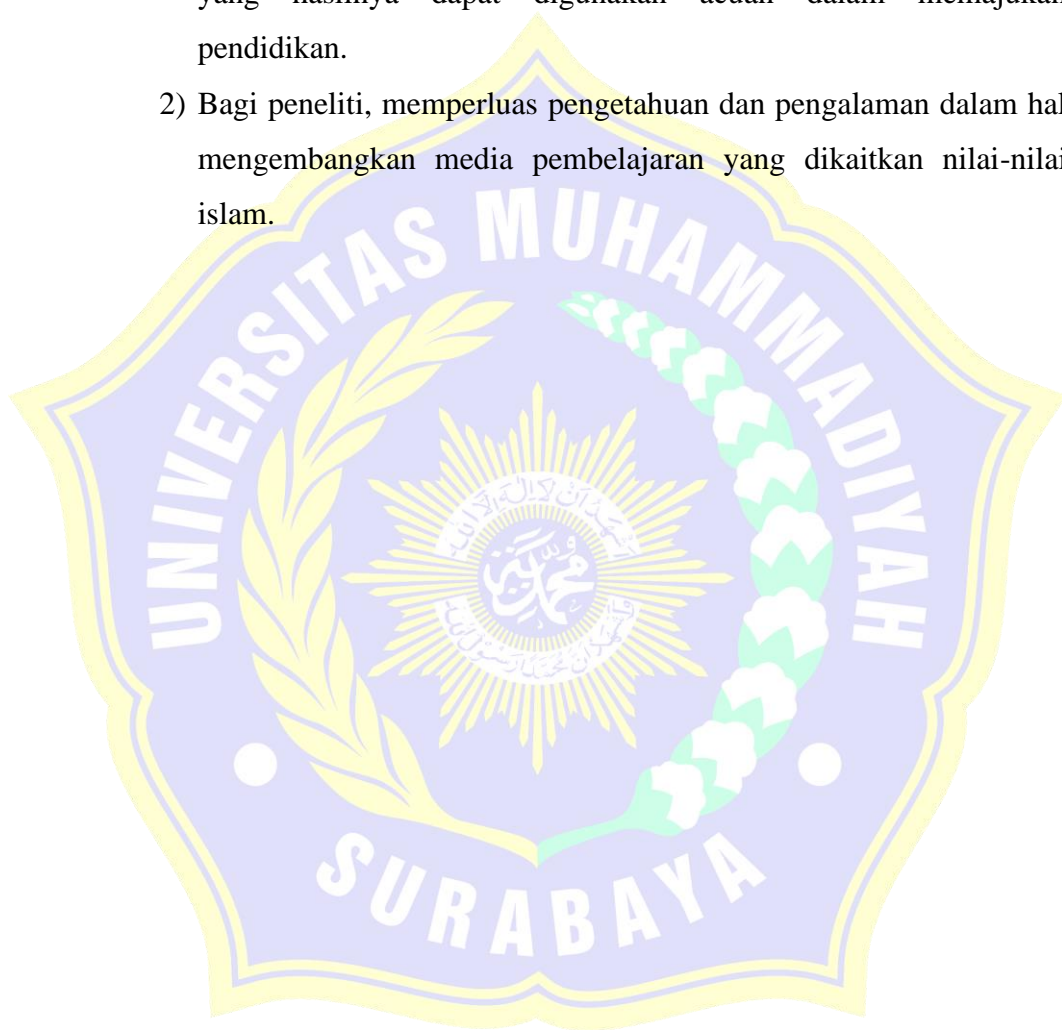 yang hasilnya dapat digunakan acuan dalam memajukan
pendidikan.
2) Bagi peneliti, memperluas pengetahuan dan pengalaman dalam hal
mengembangkan media pembelajaran yang dikaitkan nilai-nilai
islam.
UNIVERSITAS MUHAMMADIYAH
محمد
SURABAYA